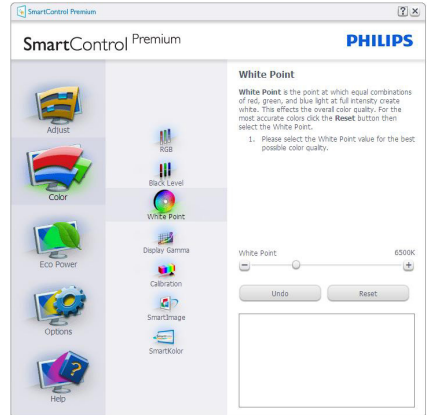 SmartControl Premium
SmartControl Premium
PHILIPS
Adjust
Color
Eco Power
Options
Help
RGB
Black Level
White Point
Display Gamma
Calibration
SmartImage
SmartKolor
White Point
White Point is the point at which equal combinations
of red, green, and blue light at full intensity create
white. This effects the overall color quality. For the
most accurate colors click the Reset button then
select the White Point.
1. Please select the White Point value for the best
possible color quality.
White Point 6500K
Undo Reset